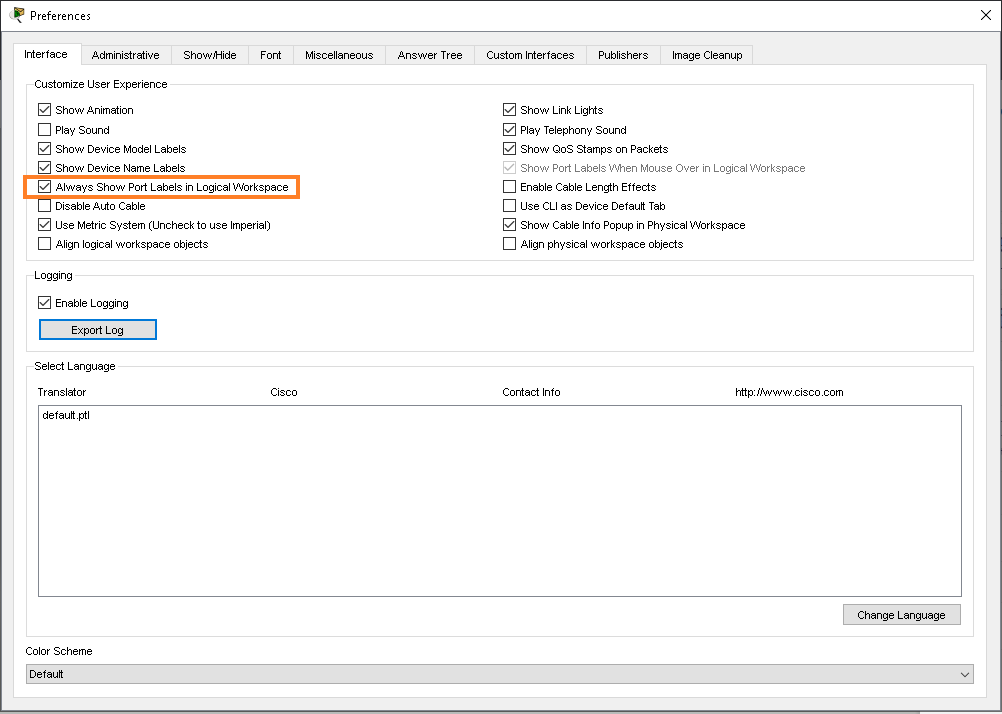 Preferences
Interface Administrative Show/Hide Font Miscellaneous Answer Tree Custom Interfaces Publishers Image Cleanup
Customize User Experience
Show Animation
Play Sound
Show Device Model Labels
Show Device Name Labels
Always Show Port Labels in Logical Workspace
Disable Auto Cable
Use Metric System (Uncheck to use Imperial)
Align logical workspace objects
Show Link Lights
Play Telephony Sound
Show QoS Stamps on Packets
Show Port Labels When Mouse Over in Logical Workspace
Enable Cable Length Effects
Use CLI as Device Default Tab
Show Cable Info Popup in Physical Workspace
Align physical workspace objects
Logging
Enable Logging
Export Log
Select Language
Translator Cisco Contact Info http://www.cisco.com
default.ptl
Change Language
Color Scheme
Default